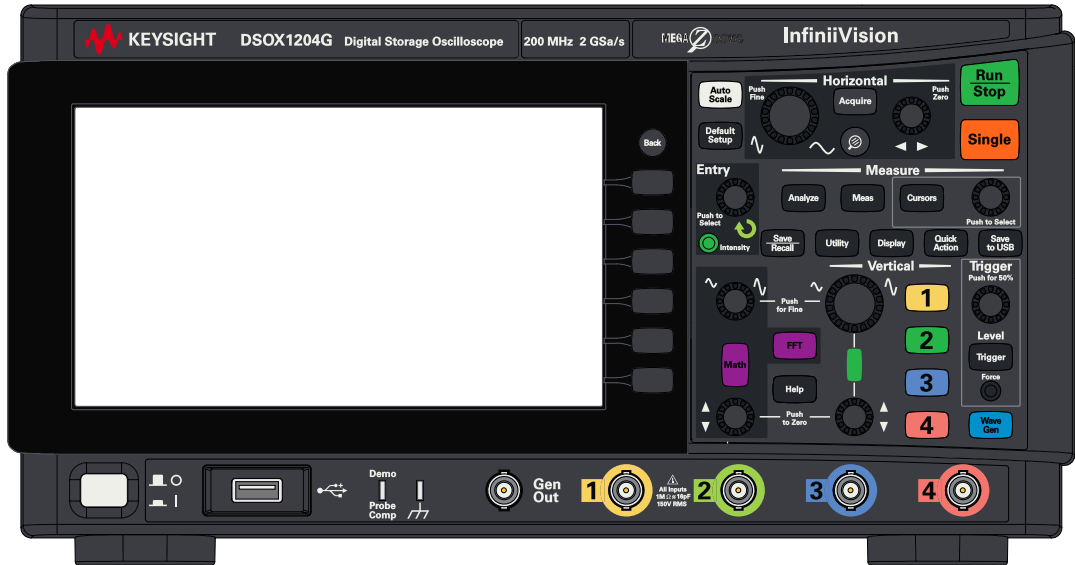 KEYSIGHT DSOX1204G Digital Storage Oscilloscope 200 MHz 2 GSa/s MEGA Zoom InfiniiVision
Auto
Scale
Default
Setup
Horizontal
Push
Fine
Acquire
Push
Zero
Run
Stop
Single
Back
Entry
Push to
Select
Intensity
Measure
Analyze
Meas
Cursors
Push to Select
Save
Recall
Utility
Display
Quick
Action
Save
to USB
Vertical
Push
for Fine
FFT
Math
Help
Push
to Zero
1
2
3
4
Trigger
Push for 50%
Level
Trigger
Force
Wave
Gen
Demo
Probe
Comp
Gen
Out
1
All Inputs
1MΩ≅16pF
150V RMS
2
3
4